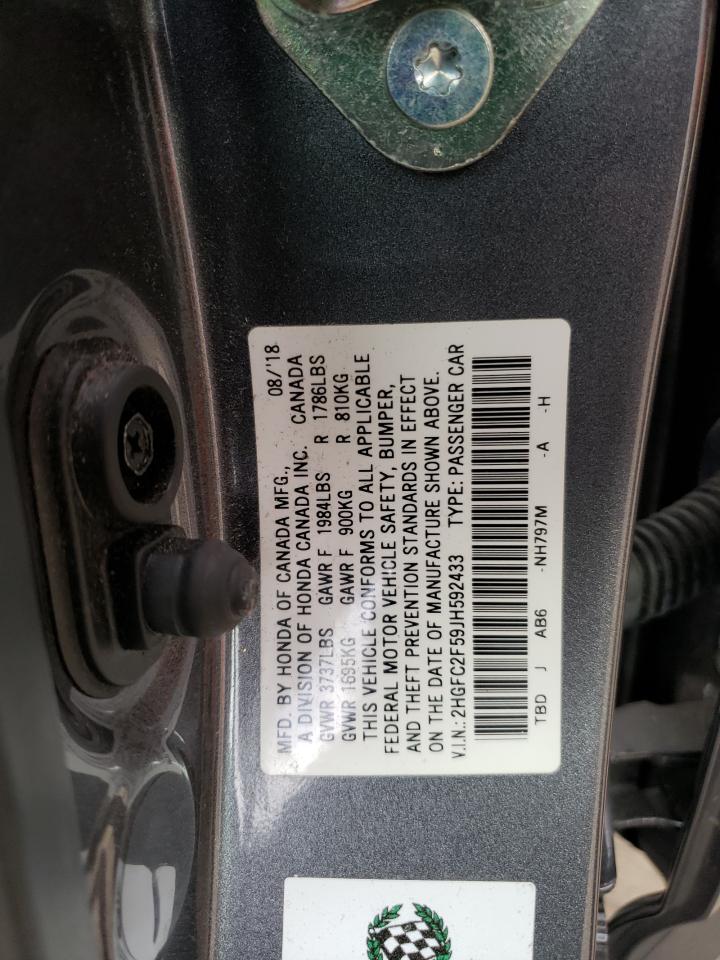 MFD. BY HONDA OF CANADA MFG., 08/'18
A DIVISION OF HONDA CANADA INC. CANADA
GVWR 3737LBS GAWR F 1984LBS R 1786LBS
GVWR 1695KG GAWR F 900KG R 810KG
THIS VEHICLE CONFORMS TO ALL APPLICABLE
FEDERAL MOTOR VEHICLE SAFETY, BUMPER,
AND THEFT PREVENTION STANDARDS IN EFFECT
ON THE DATE OF MANUFACTURE SHOWN ABOVE.
V.I.N.: 2HGFC2F59JH592433 TYPE: PASSENGER CAR
TBD J AB6 -NH797M -A -H